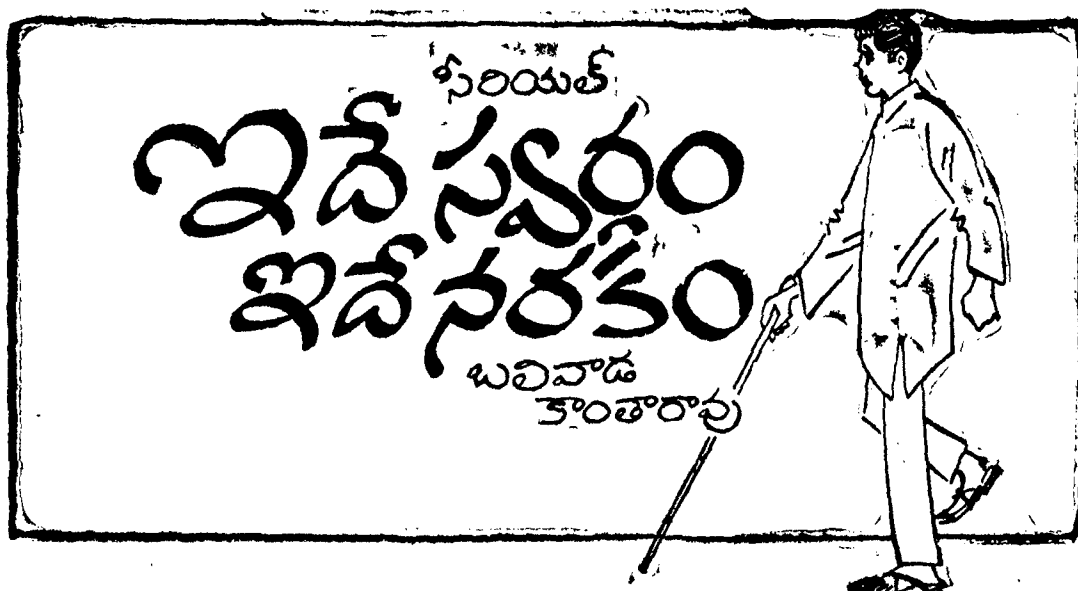 సీరియల్
ఇదే స్వర్గం
ఇదే నరకం
బలివాడ
కాంతారావు